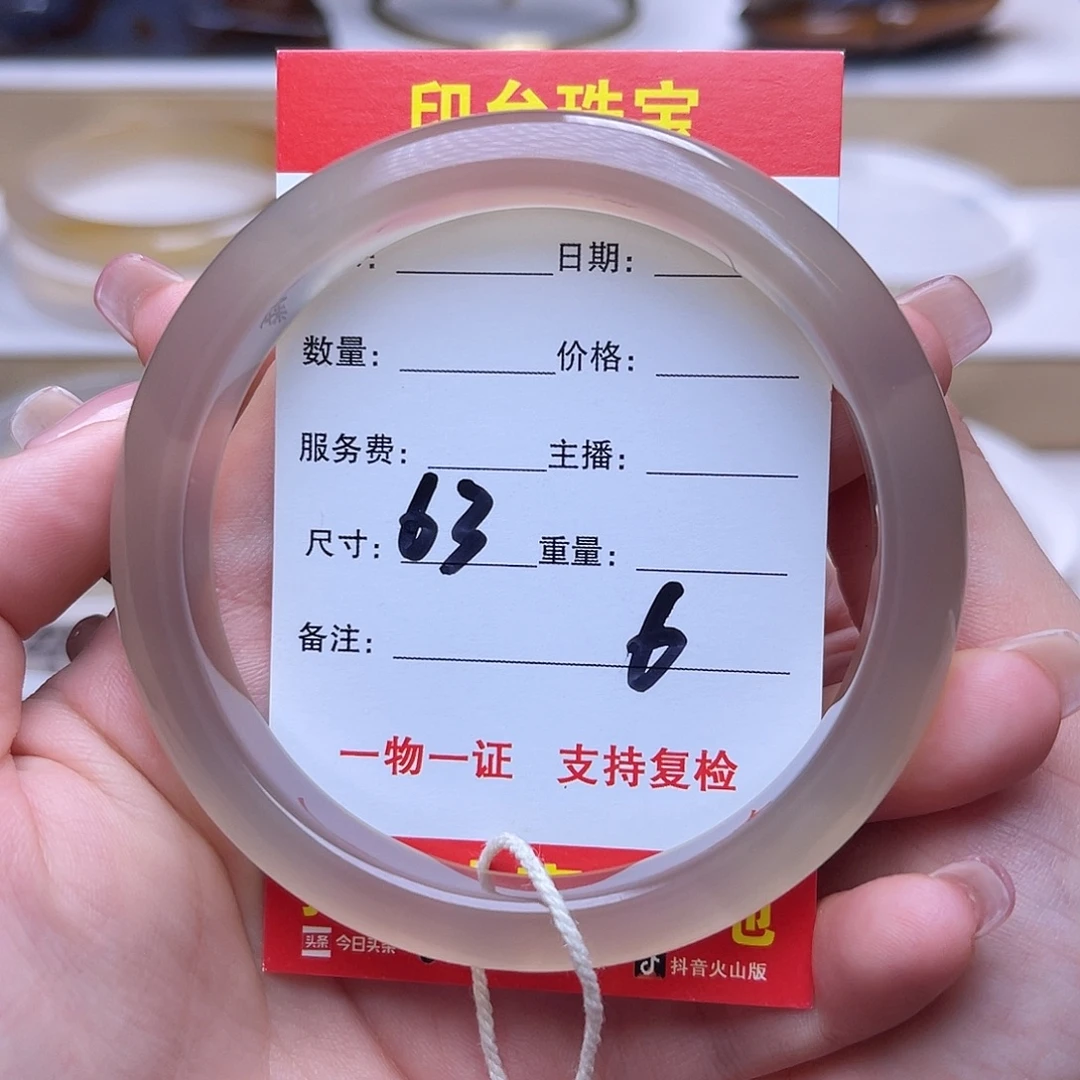 印台珠宝
日期：
数量： 价格：
服务费： 主播：
尺寸：63 重量：
备注： 6
一物一证 支持复检
头条 今日头条 抖音火山版